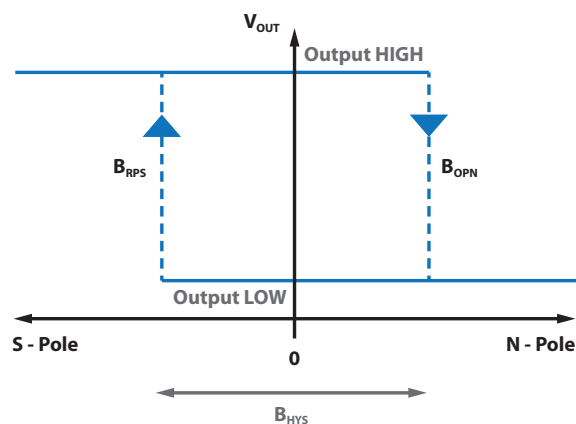 VOUT
Output HIGH
BRPS
BOPN
Output LOW
S - Pole
0
N - Pole
BHYS